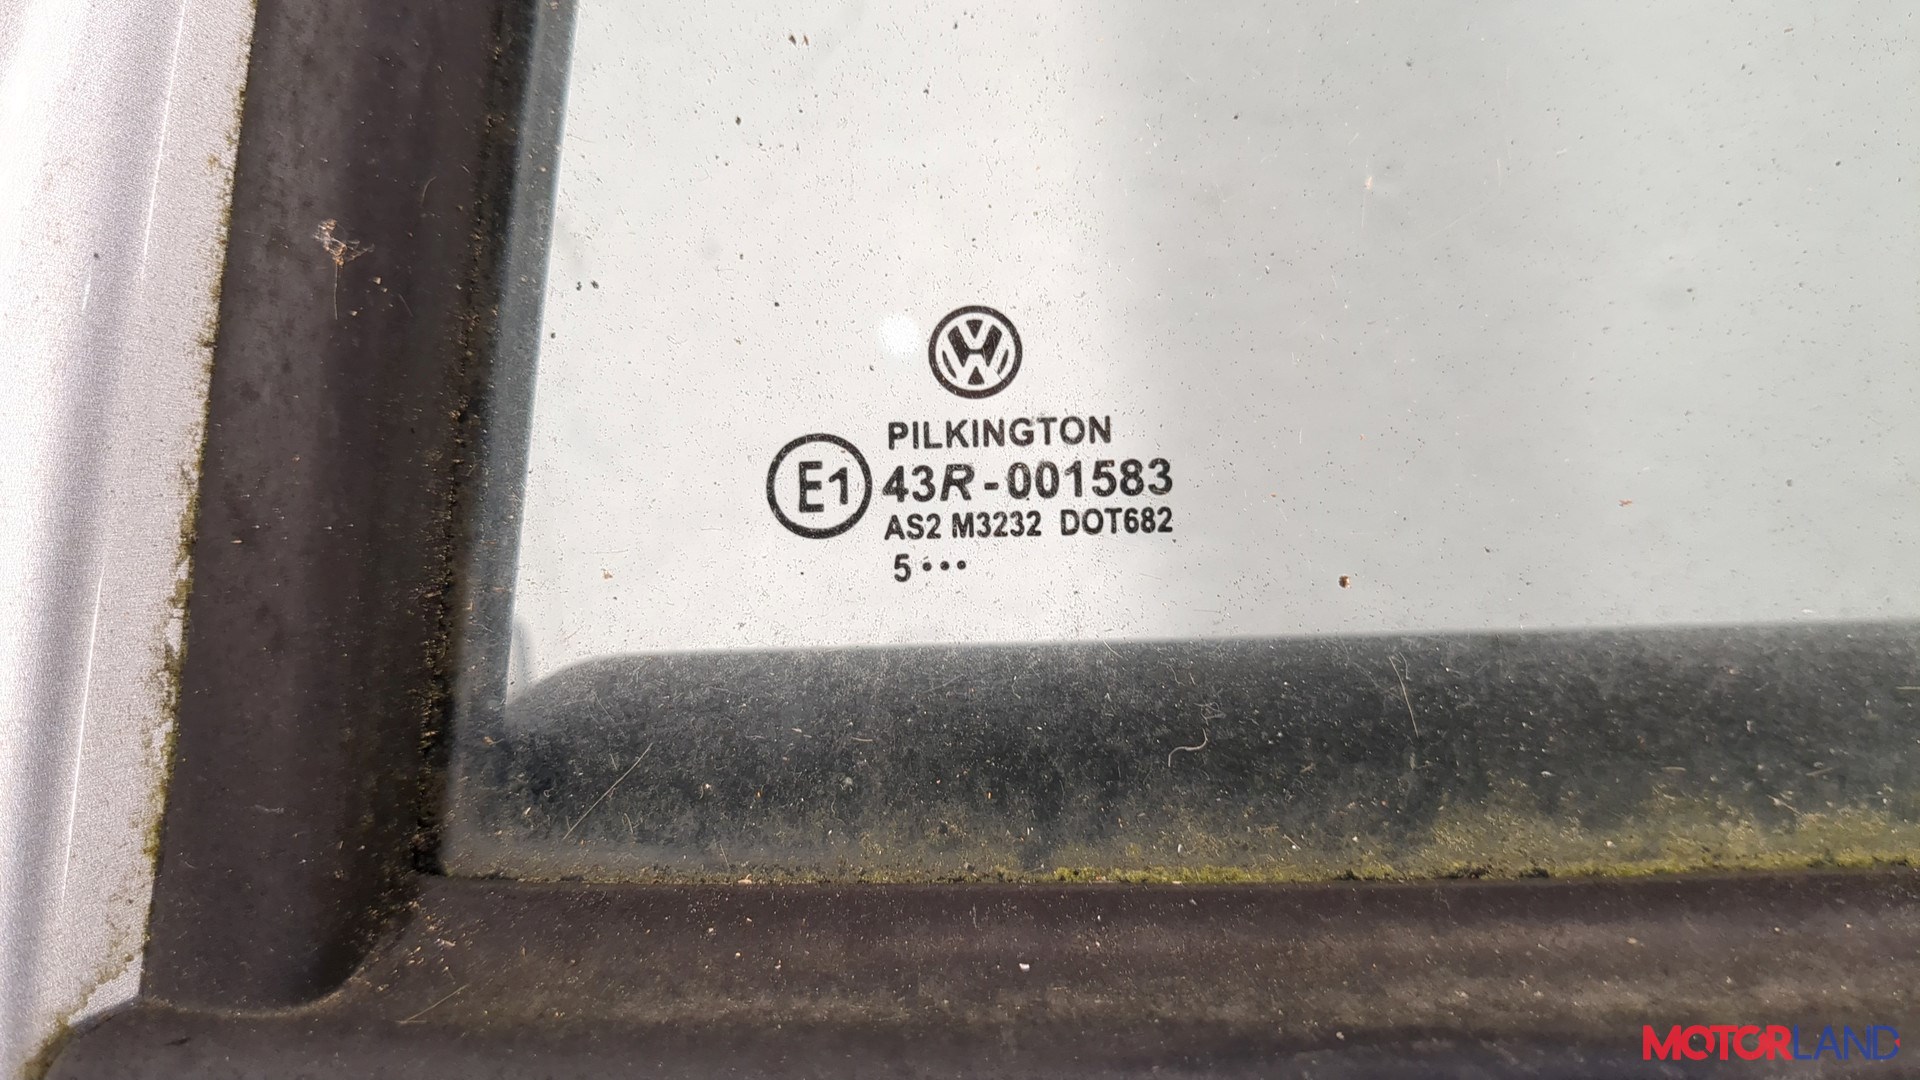 PILKINGTON
E1 43R-001583
AS2 M3232 DOT682
5•••
MOTORLAND